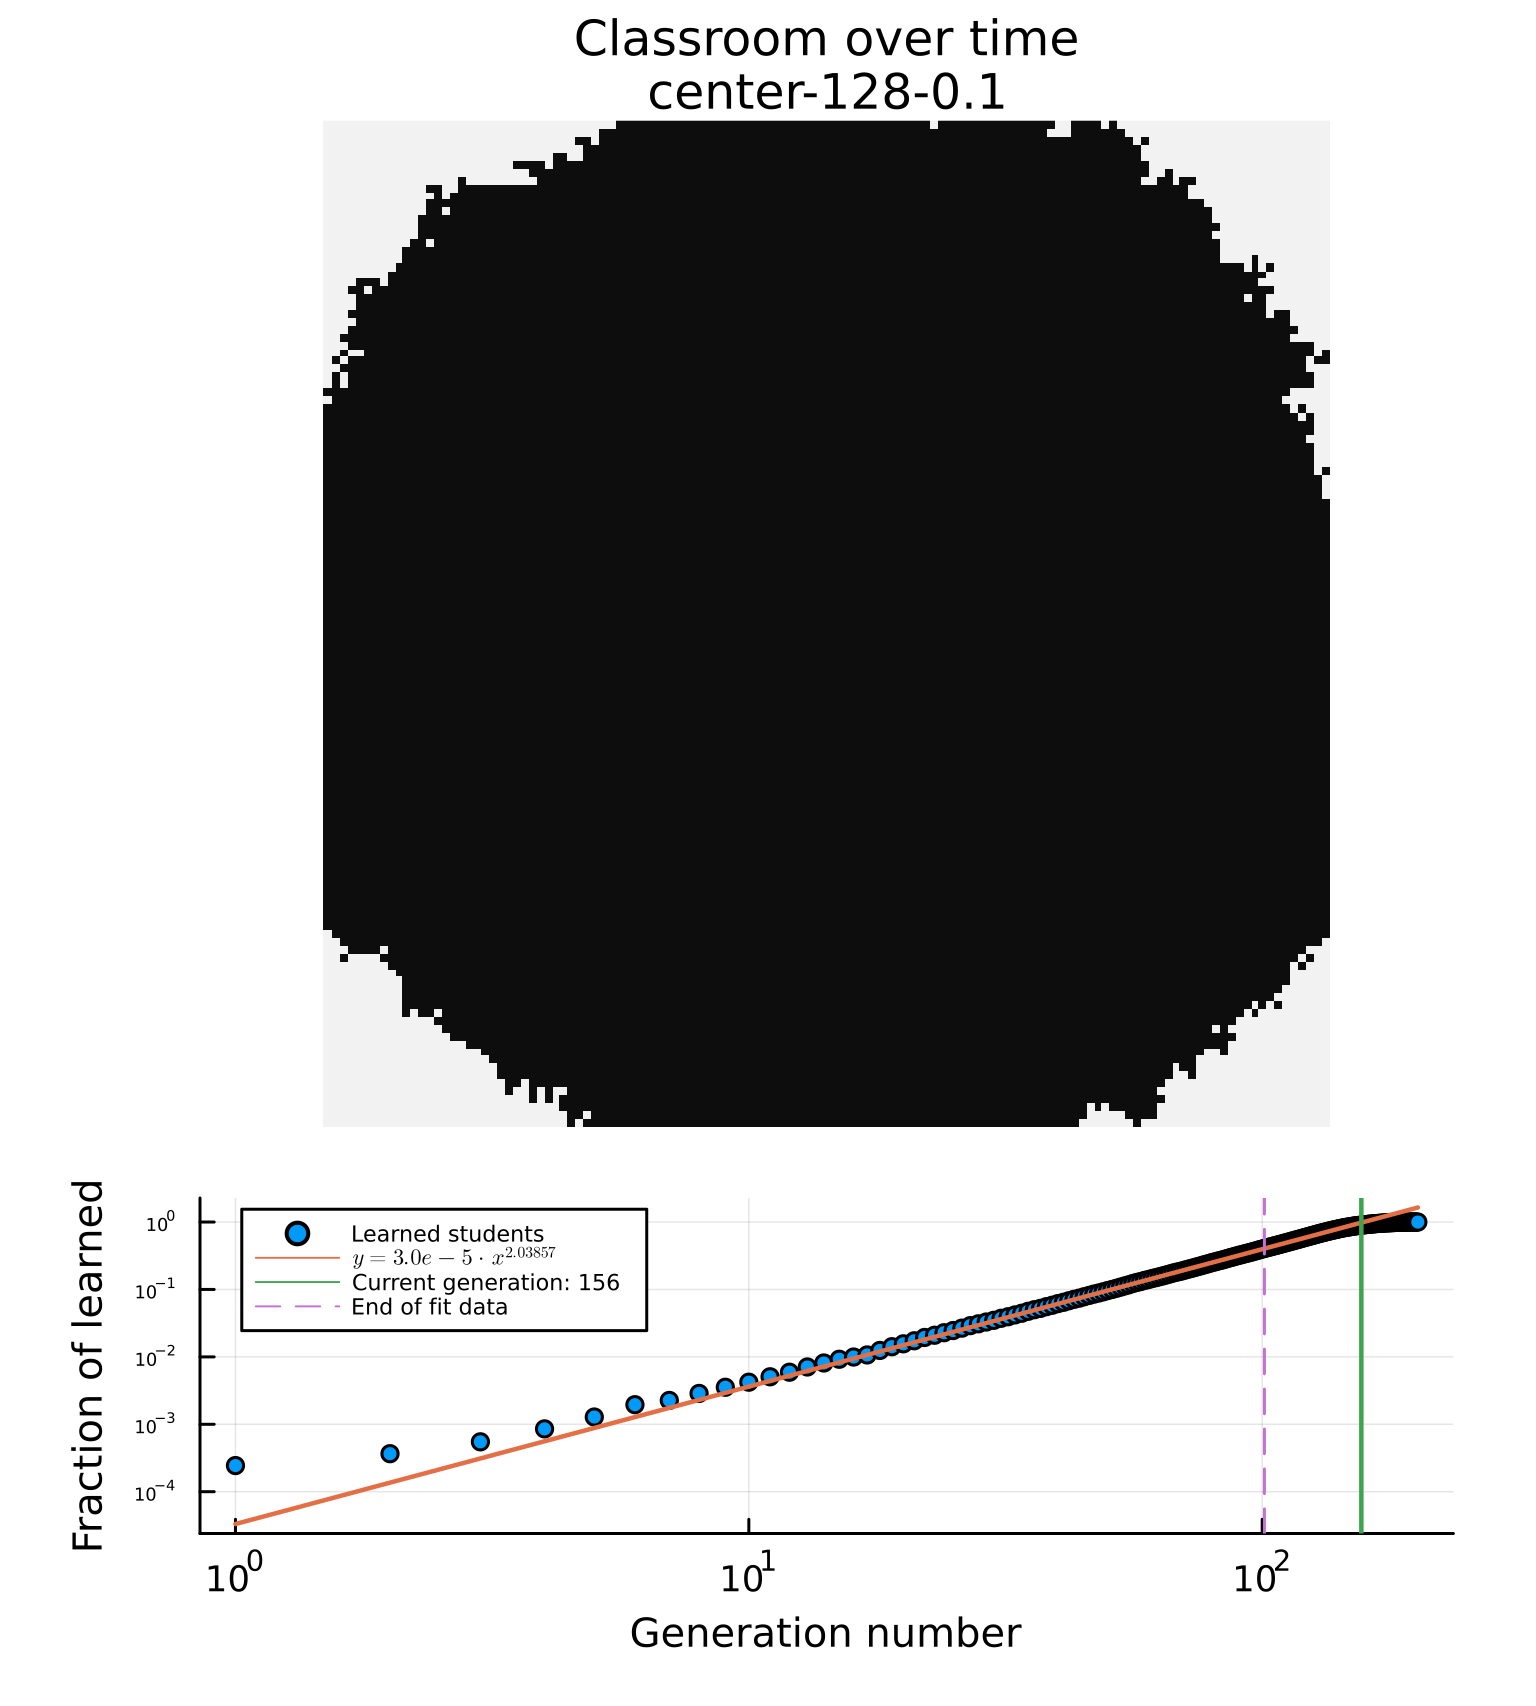 Classroom over time
center-128-0.1
Fraction of learned
10^0
10^-1
10^-2
10^-3
10^-4
Learned students
y = 3.0e − 5 · x^2.03857
Current generation: 156
End of fit data
10^0 10^1 10^2
Generation number